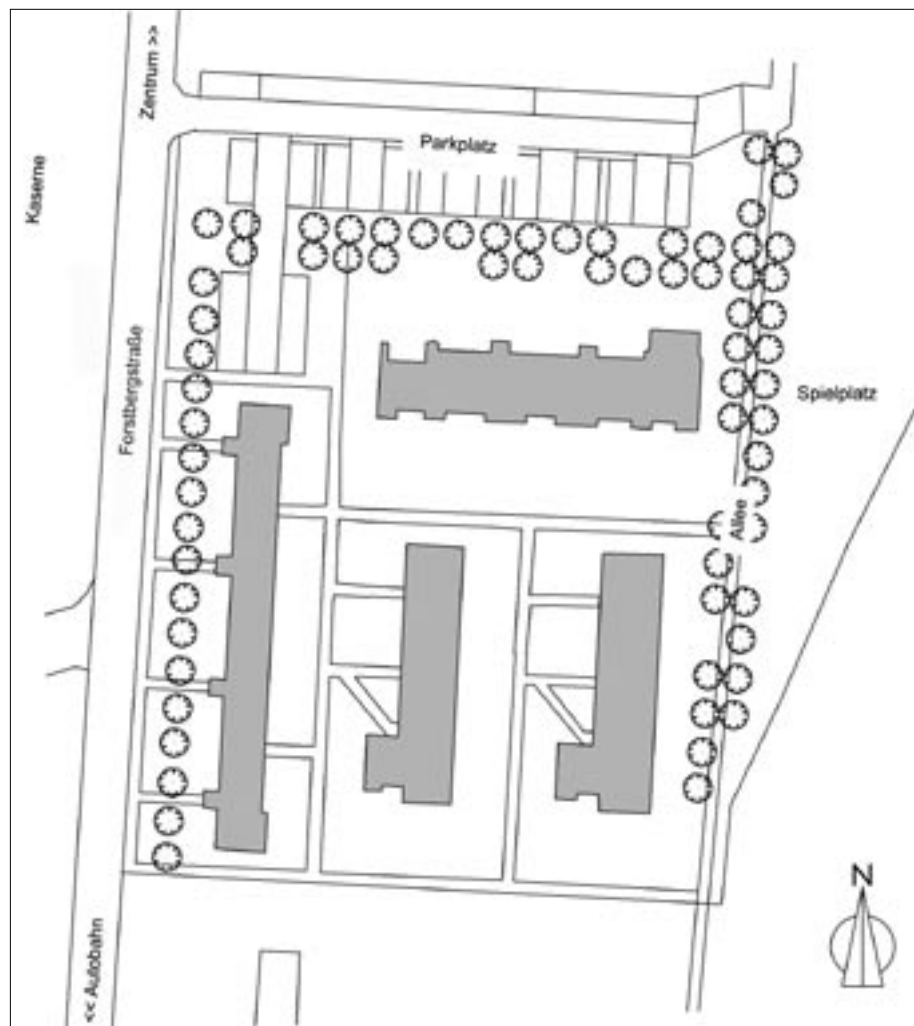 Zentrum >>
Kaserne
Parkplatz
Forstbergstraße
Spielplatz
Allee
N
<< Autobahn